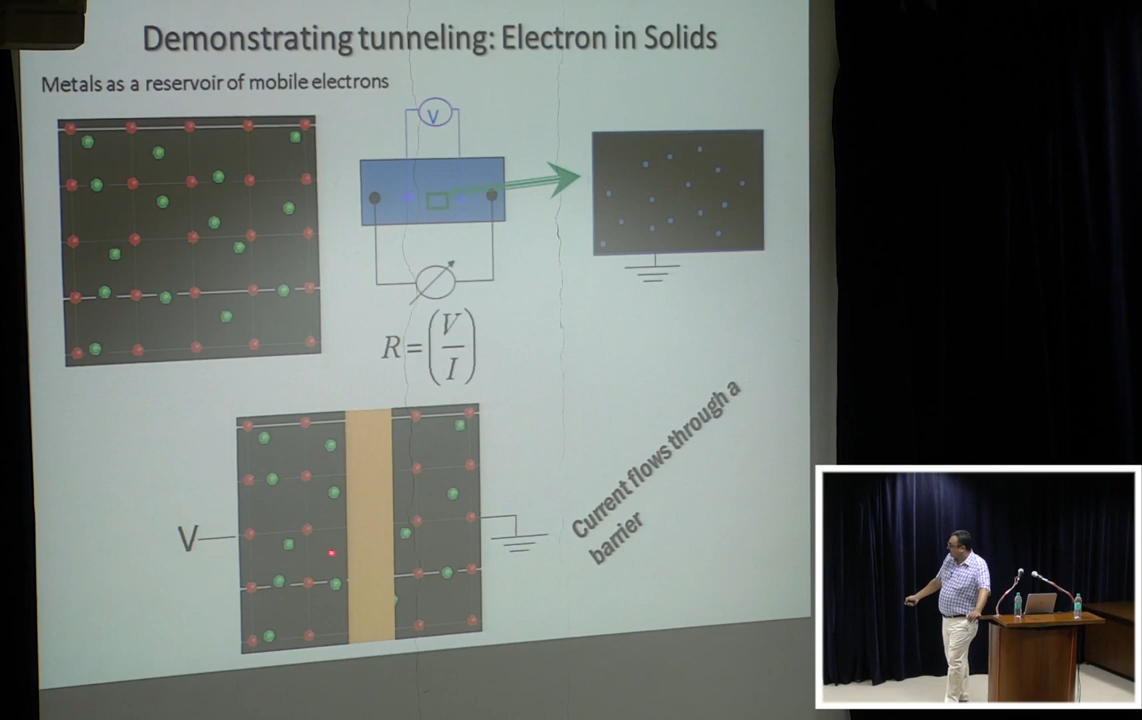 Demonstrating tunneling: Electron in Solids
Metals as a reservoir of mobile electrons
V
R = (V/I)
V
Current flows through a
barrier